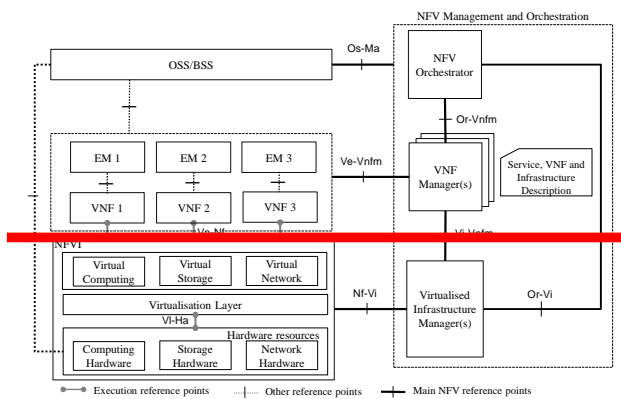 NFV Management and Orchestration
Os-Ma
OSS/BSS
NFV
Orchestrator
Or-Vnfm
EM 1
EM 2
EM 3
Ve-Vnfm
VNF
Manager(s)
Service, VNF and
Infrastructure
Description
VNF 1
VNF 2
VNF 3
NFVI
Virtual
Computing
Virtual
Storage
Virtual
Network
Nf-Vi
Virtualised
Infrastructure
Manager(s)
Or-Vi
Virtualisation Layer
Vl-Ha
Hardware resources
Computing
Hardware
Storage
Hardware
Network
Hardware
Execution reference points
Other reference points
Main NFV reference points